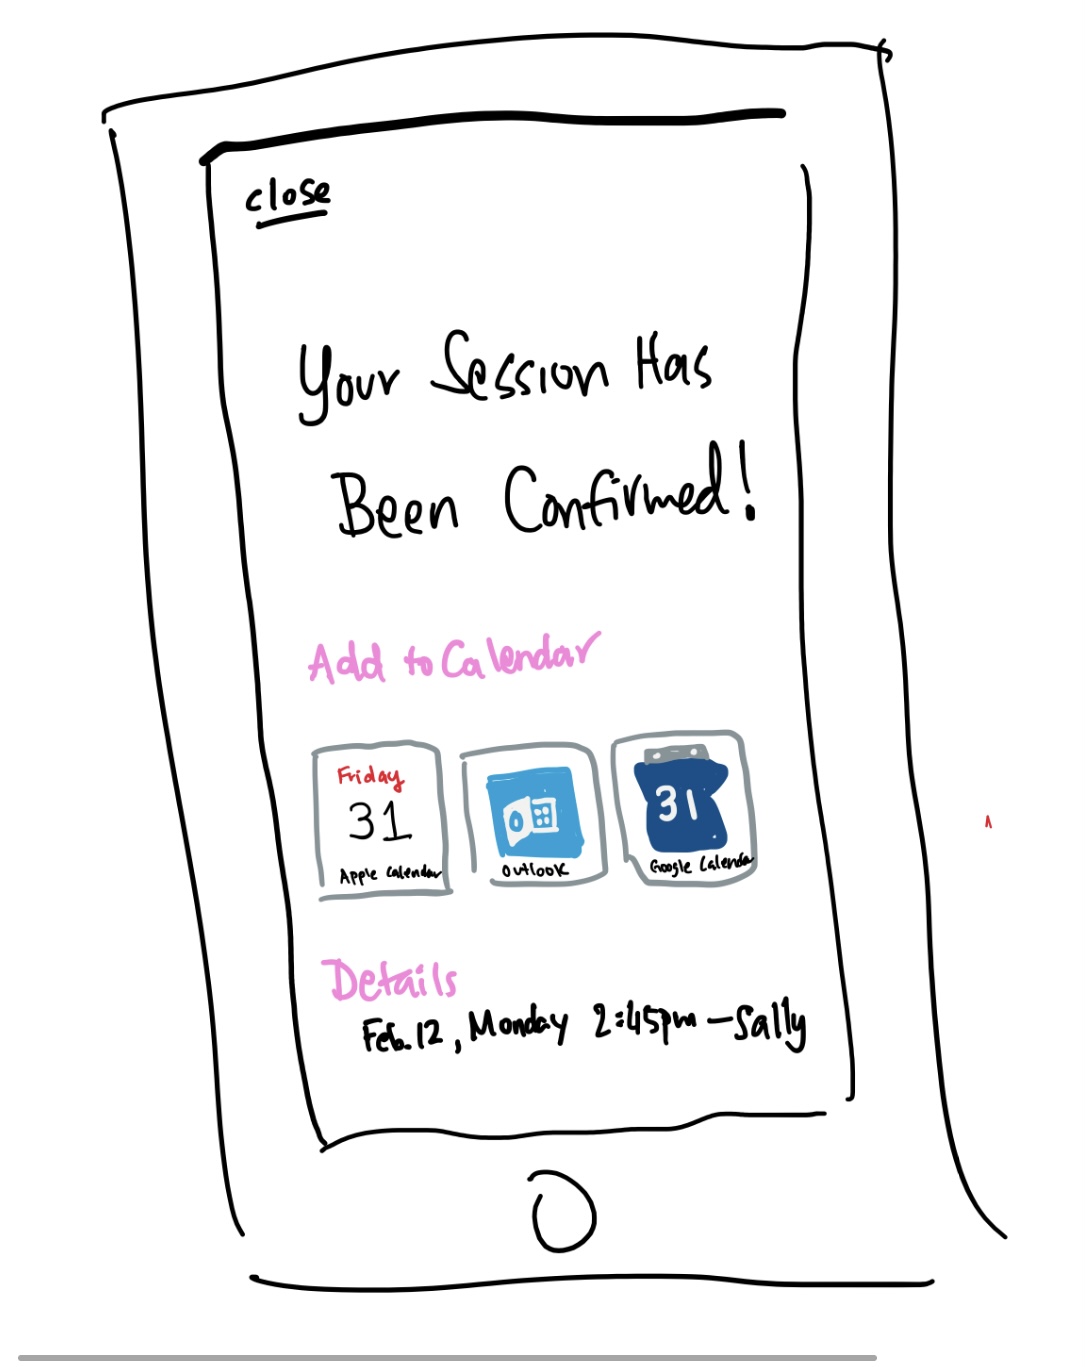 close
Your Session Has
Been Confirmed!
Add to Calendar
Friday
31
Apple Calendar
Outlook
31
Google Calendar
Details
Feb. 12, Monday 2:45pm - Sally